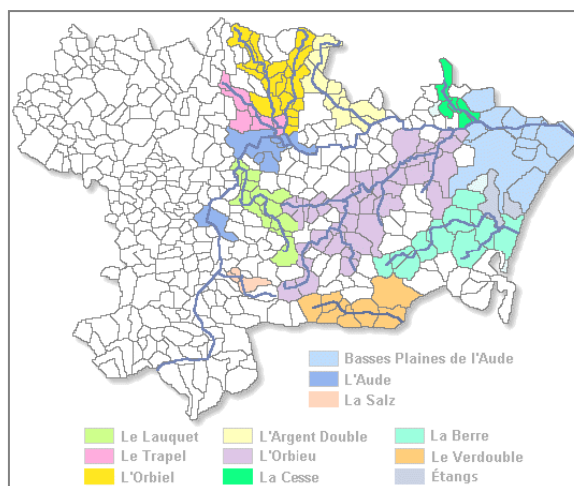 Basses Plaines de l'Aude
L'Aude
La Salz
Le Lauquet
L'Argent Double
La Berre
Le Trapel
L'Orbieu
Le Verdouble
L'Orbiel
La Cesse
Étangs